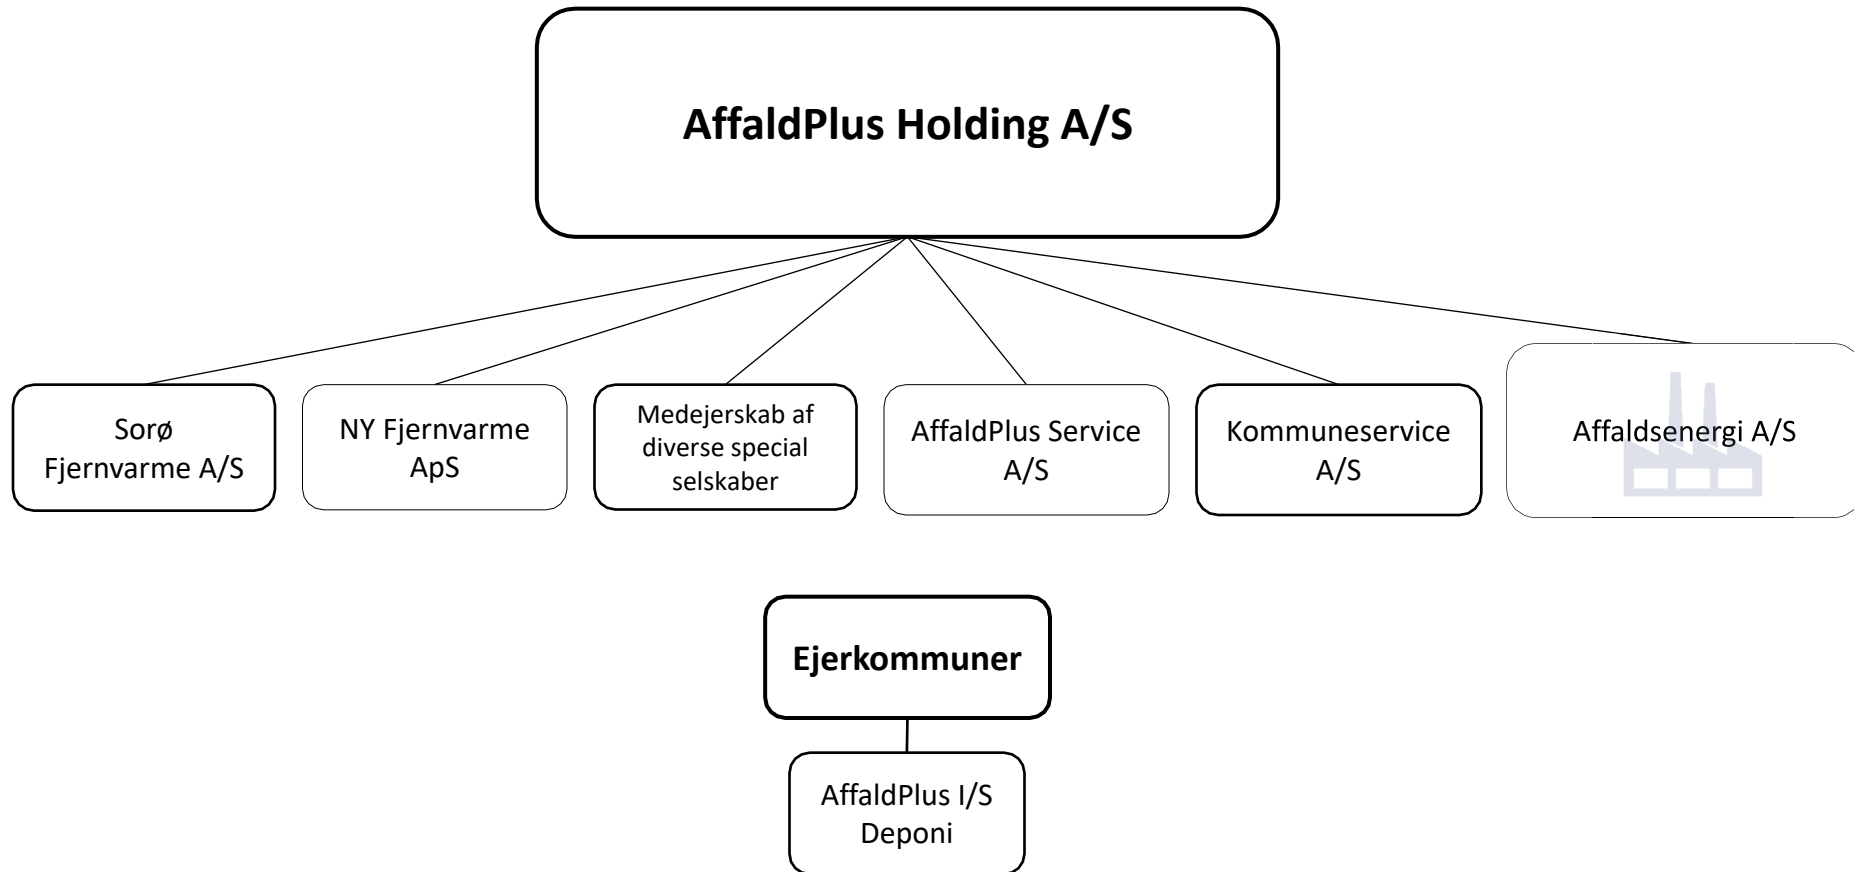 AffaldPlus Holding A/S
Sorø
Fjernvarme A/S
NY Fjernvarme
ApS
Medejerskab af
diverse special
selskaber
AffaldPlus Service
A/S
Kommuneservice
A/S
Affaldsenergi A/S
Ejerkommuner
AffaldPlus I/S
Deponi